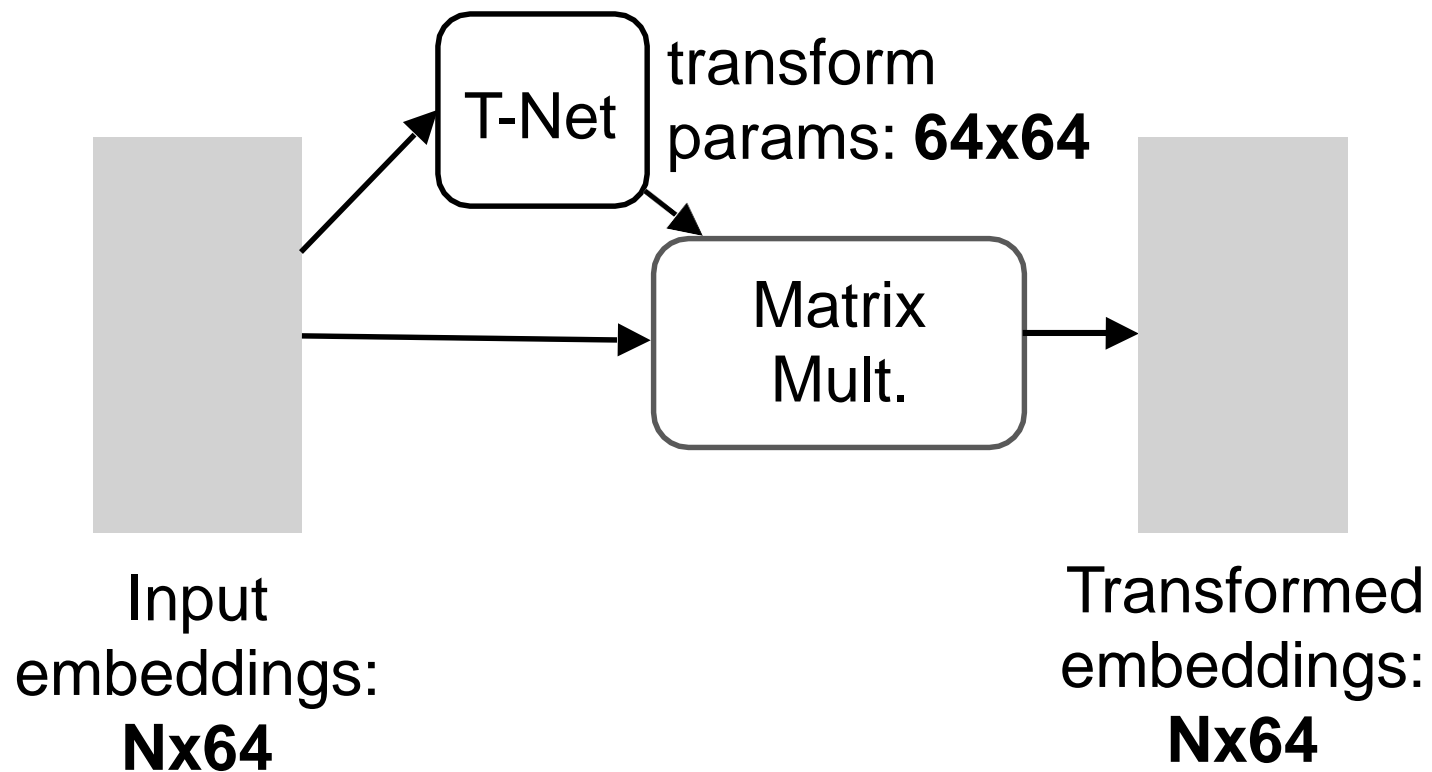 T-Net
transform
params: 64x64
Matrix
Mult.
Input
embeddings:
Nx64
Transformed
embeddings:
Nx64